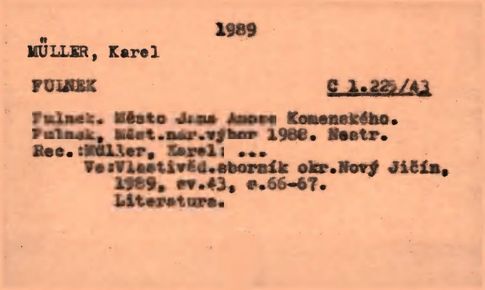 1989
MÜLLER, Karel
FULNEK C 1.229/43
Fulnek. Město Jana Amose Komenského.
Fulnek, Měst.nár.výbor 1988. Nestr.
Rec.:Müller, Karel: ...
Ve:Vlastivěd.sborník okr.Nový Jičín,
1989, sv.43, s.66-67.
Literatura.